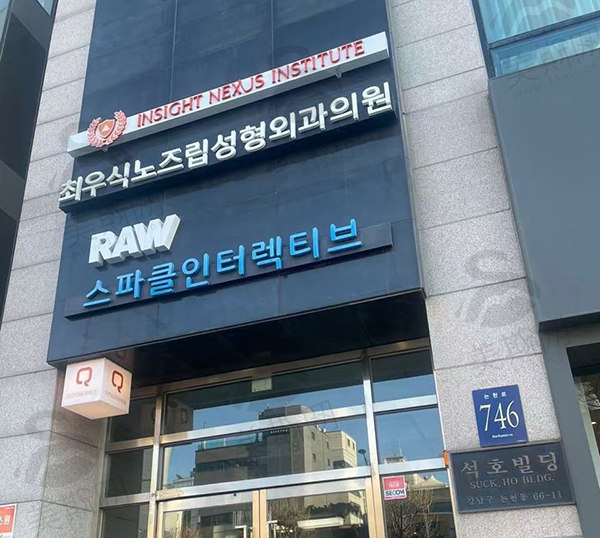 INSIGHT NEXUS INSTITUTE
최우식노즈립성형외과의원
RAW
스파클인터렉티브
논현로
746
Nonhyeon-ro
석호빌딩
SUCK, HO BLDG.
강남구 논현동 66-11
SECOM